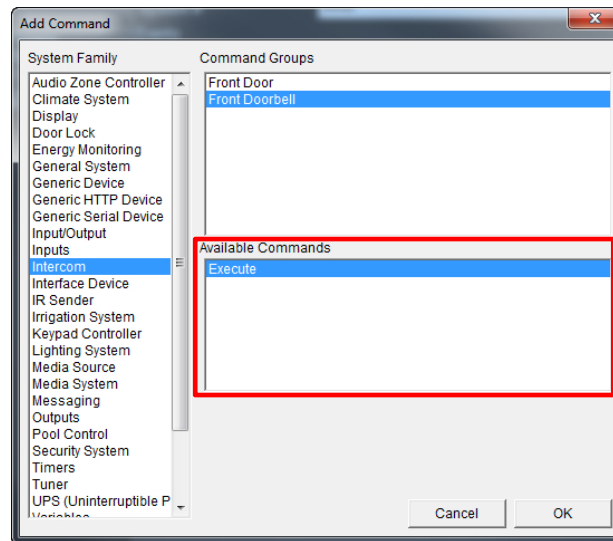 Add Command
System Family
Audio Zone Controller
Climate System
Display
Door Lock
Energy Monitoring
General System
Generic Device
Generic HTTP Device
Generic Serial Device
Input/Output
Inputs
Intercom
Interface Device
IR Sender
Irrigation System
Keypad Controller
Lighting System
Media Source
Media System
Messaging
Outputs
Pool Control
Security System
Timers
Tuner
UPS (Uninterruptible P
Variables
Command Groups
Front Door
Front Doorbell
Available Commands
Execute
Cancel
OK